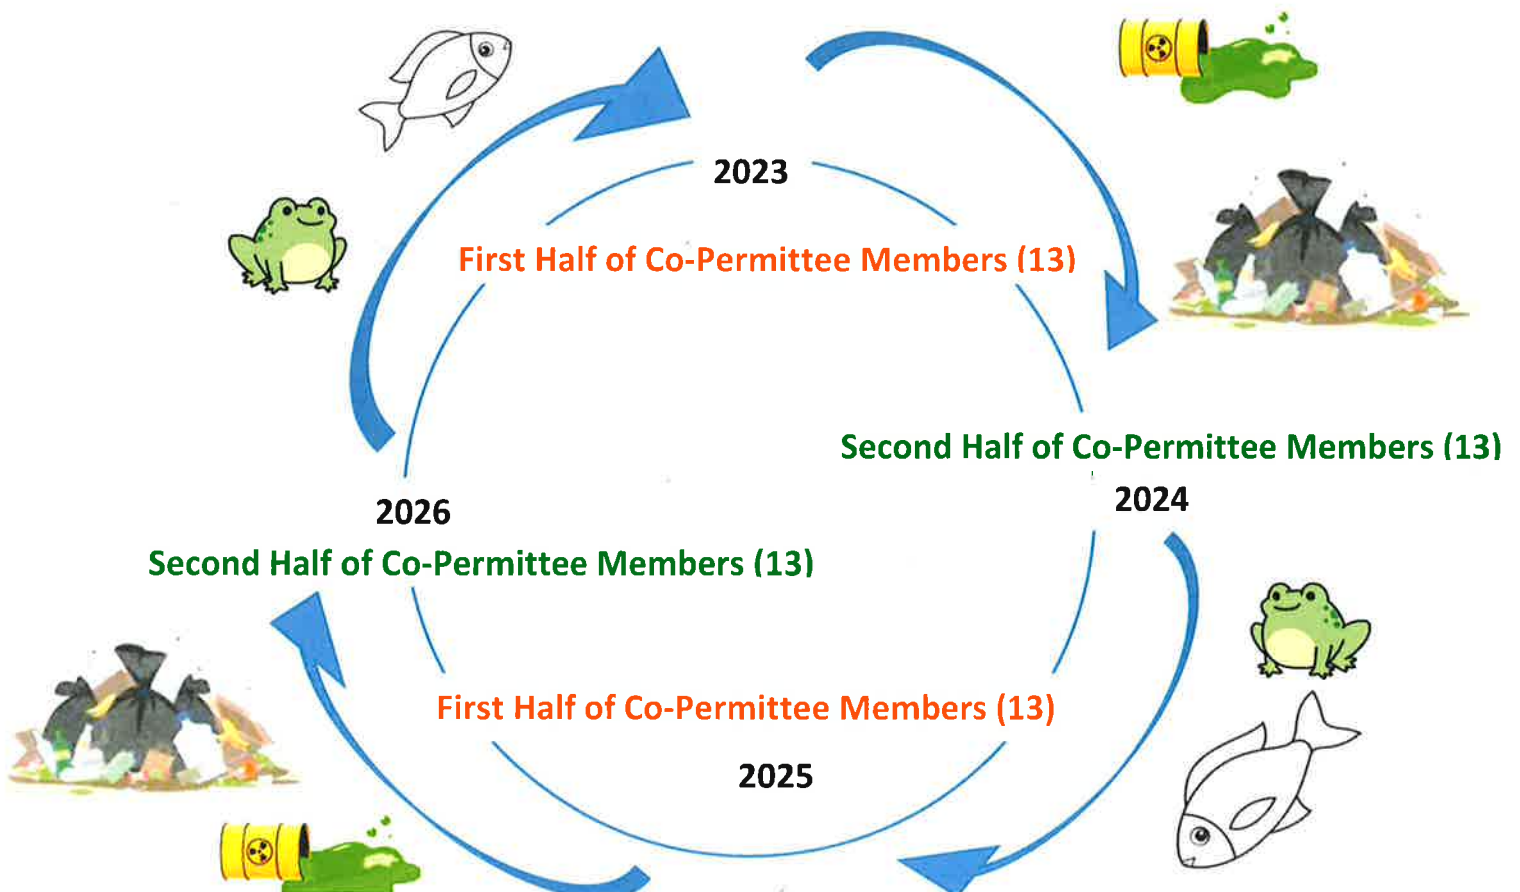 2023
First Half of Co-Permittee Members (13)
Second Half of Co-Permittee Members (13)
2024
2026
Second Half of Co-Permittee Members (13)
First Half of Co-Permittee Members (13)
2025